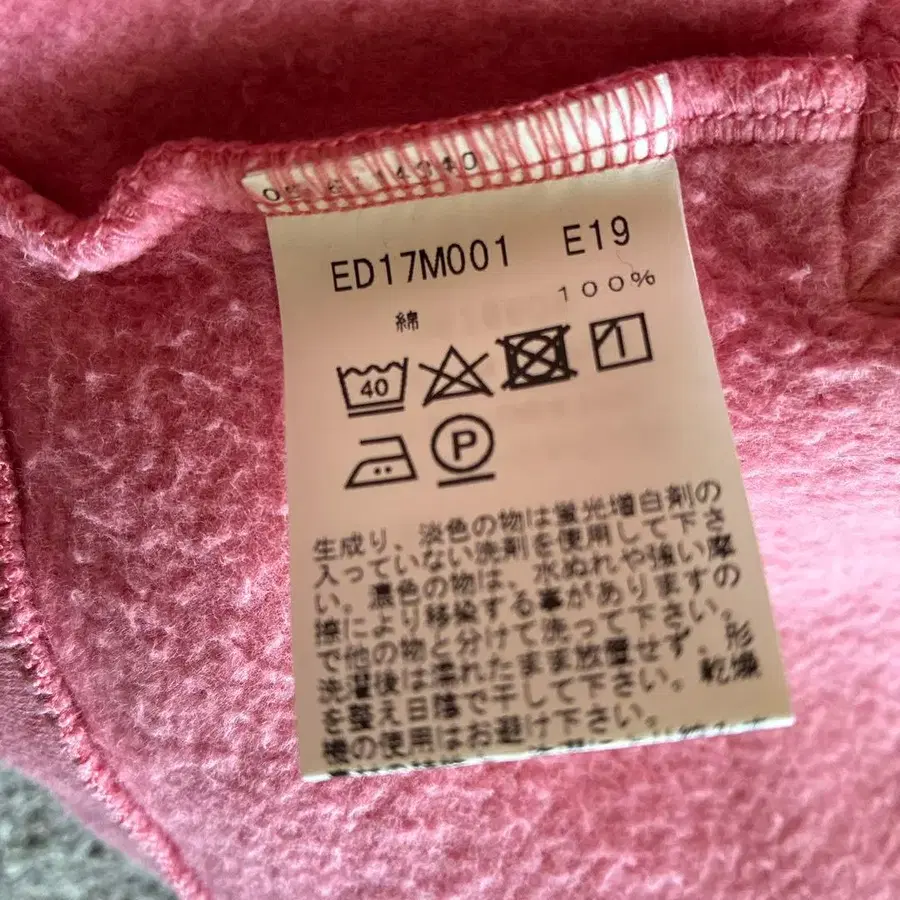 ED17M001 E19
綿 100%
40
P
生成り、淡色の物は蛍光増白剤の
入っていない洗剤を使用して下さ
い。濃色の物は、水ぬれや強い摩
擦により移染する事がありますの
で他の物と分けて洗って下さい。
洗濯後は濡れたまま放置せず、形
を整え日陰で干して下さい。乾燥
機の使用はお避け下さい。